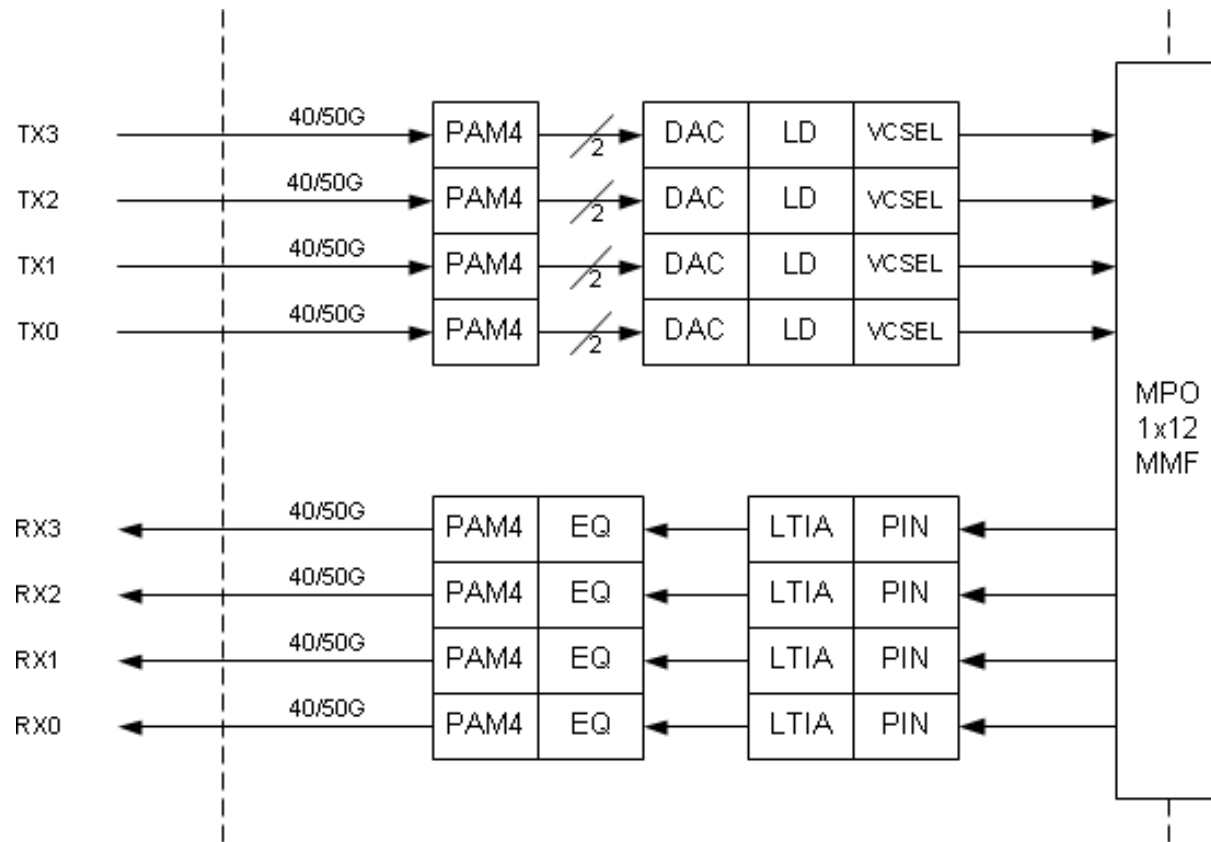 TX3 40/50G PAM4 2 DAC LD VCSEL
TX2 40/50G PAM4 2 DAC LD VCSEL
TX1 40/50G PAM4 2 DAC LD VCSEL
TX0 40/50G PAM4 2 DAC LD VCSEL
MPO
1x12
MMF
RX3 40/50G PAM4 EQ LTIA PIN
RX2 40/50G PAM4 EQ LTIA PIN
RX1 40/50G PAM4 EQ LTIA PIN
RX0 40/50G PAM4 EQ LTIA PIN